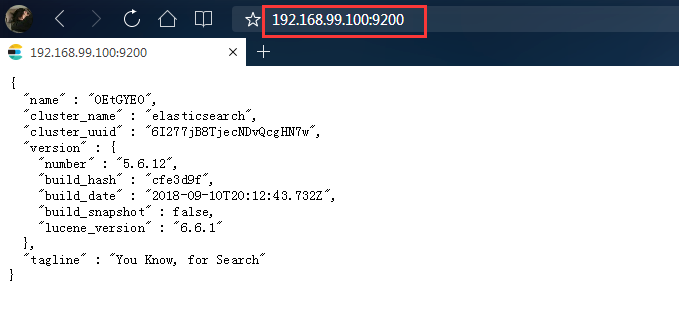 192.168.99.100:9200
192.168.99.100:9200
{
  "name" : "OEtGYE0",
  "cluster_name" : "elasticsearch",
  "cluster_uuid" : "6I277jB8TjecNDvQcgHN7w",
  "version" : {
    "number" : "5.6.12",
    "build_hash" : "cfe3d9f",
    "build_date" : "2018-09-10T20:12:43.732Z",
    "build_snapshot" : false,
    "lucene_version" : "6.6.1"
  },
  "tagline" : "You Know, for Search"
}